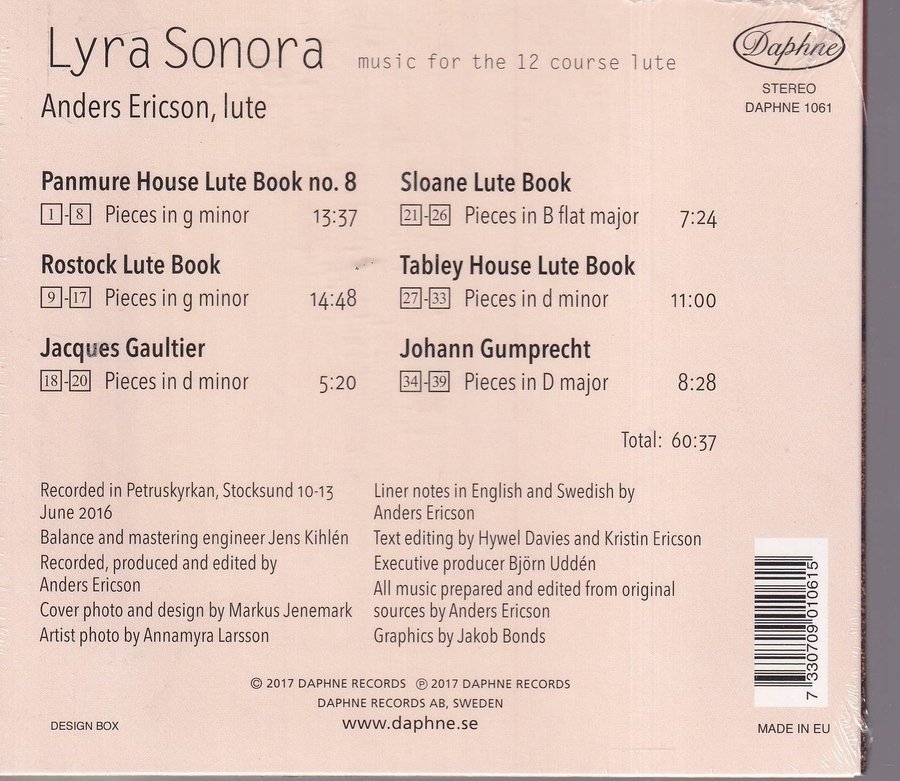 Lyra Sonora music for the 12 course lute
Anders Ericson, lute
Daphne
STEREO
DAPHNE 1061
Panmure House Lute Book no. 8
1-8 Pieces in g minor 13:37
Rostock Lute Book
9-17 Pieces in g minor 14:48
Jacques Gaultier
18-20 Pieces in d minor 5:20
Sloane Lute Book
21-26 Pieces in B flat major 7:24
Tabley House Lute Book
27-33 Pieces in d minor 11:00
Johann Gumprecht
34-39 Pieces in D major 8:28
Total: 60:37
Recorded in Petruskyrkan, Stocksund 10-13
June 2016
Balance and mastering engineer Jens Kihlén
Recorded, produced and edited by
Anders Ericson
Cover photo and design by Markus Jenemark
Artist photo by Annamyra Larsson
Liner notes in English and Swedish by
Anders Ericson
Text editing by Hywel Davies and Kristin Ericson
Executive producer Björn Uddén
All music prepared and edited from original
sources by Anders Ericson
Graphics by Jakob Bonds
7 330709 010615
© 2017 DAPHNE RECORDS ℗ 2017 DAPHNE RECORDS
DAPHNE RECORDS AB, SWEDEN
www.daphne.se
DESIGN BOX
MADE IN EU